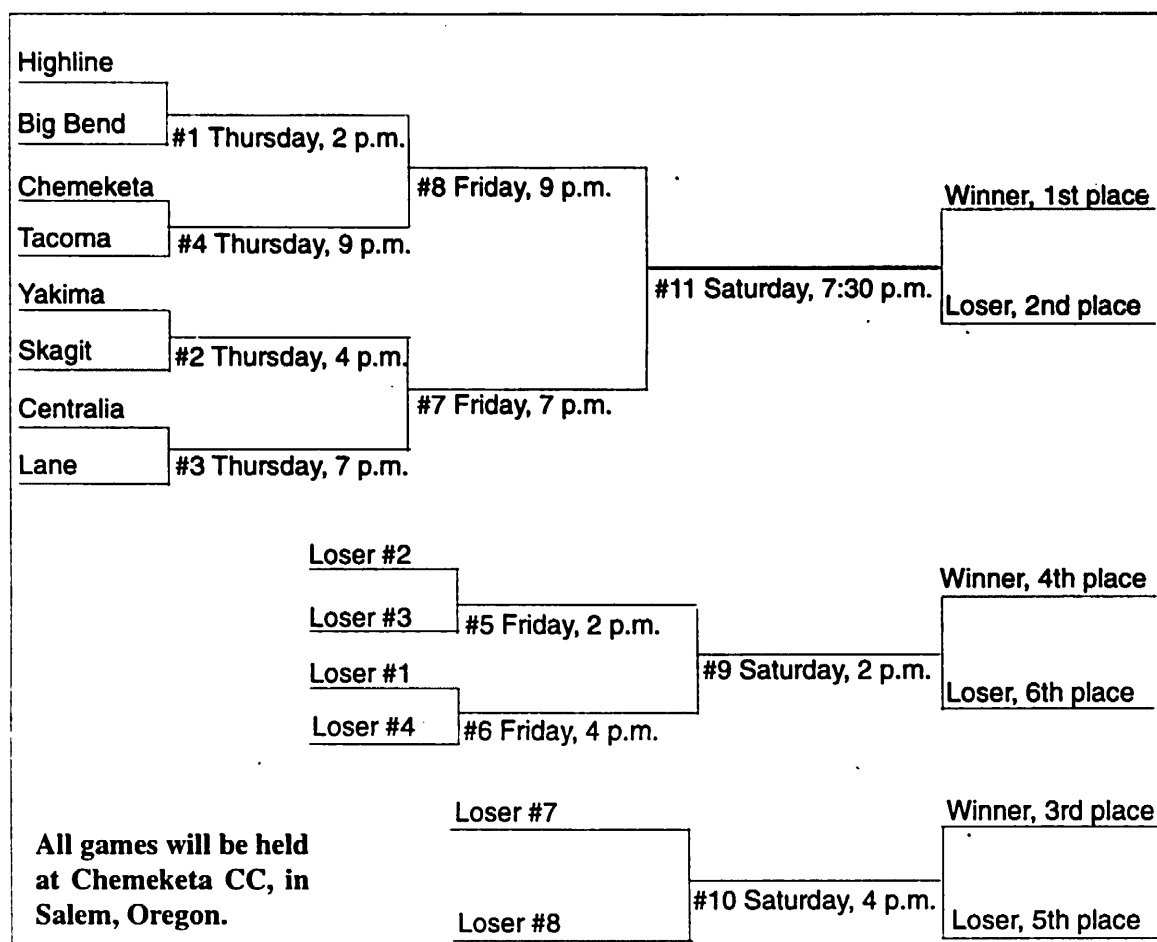 Highline
Big Bend
#1 Thursday, 2 p.m.
Chemeketa
Tacoma
#4 Thursday, 9 p.m.
#8 Friday, 9 p.m.
Yakima
Skagit
#2 Thursday, 4 p.m.
Centralia
Lane
#3 Thursday, 7 p.m.
#7 Friday, 7 p.m.
#11 Saturday, 7:30 p.m.
Winner, 1st place
Loser, 2nd place
Loser #2
Loser #3
#5 Friday, 2 p.m.
Loser #1
Loser #4
#6 Friday, 4 p.m.
#9 Saturday, 2 p.m.
Winner, 4th place
Loser, 6th place
Loser #7
Loser #8
#10 Saturday, 4 p.m.
Winner, 3rd place
Loser, 5th place
All games will be held
at Chemeketa CC, in
Salem, Oregon.